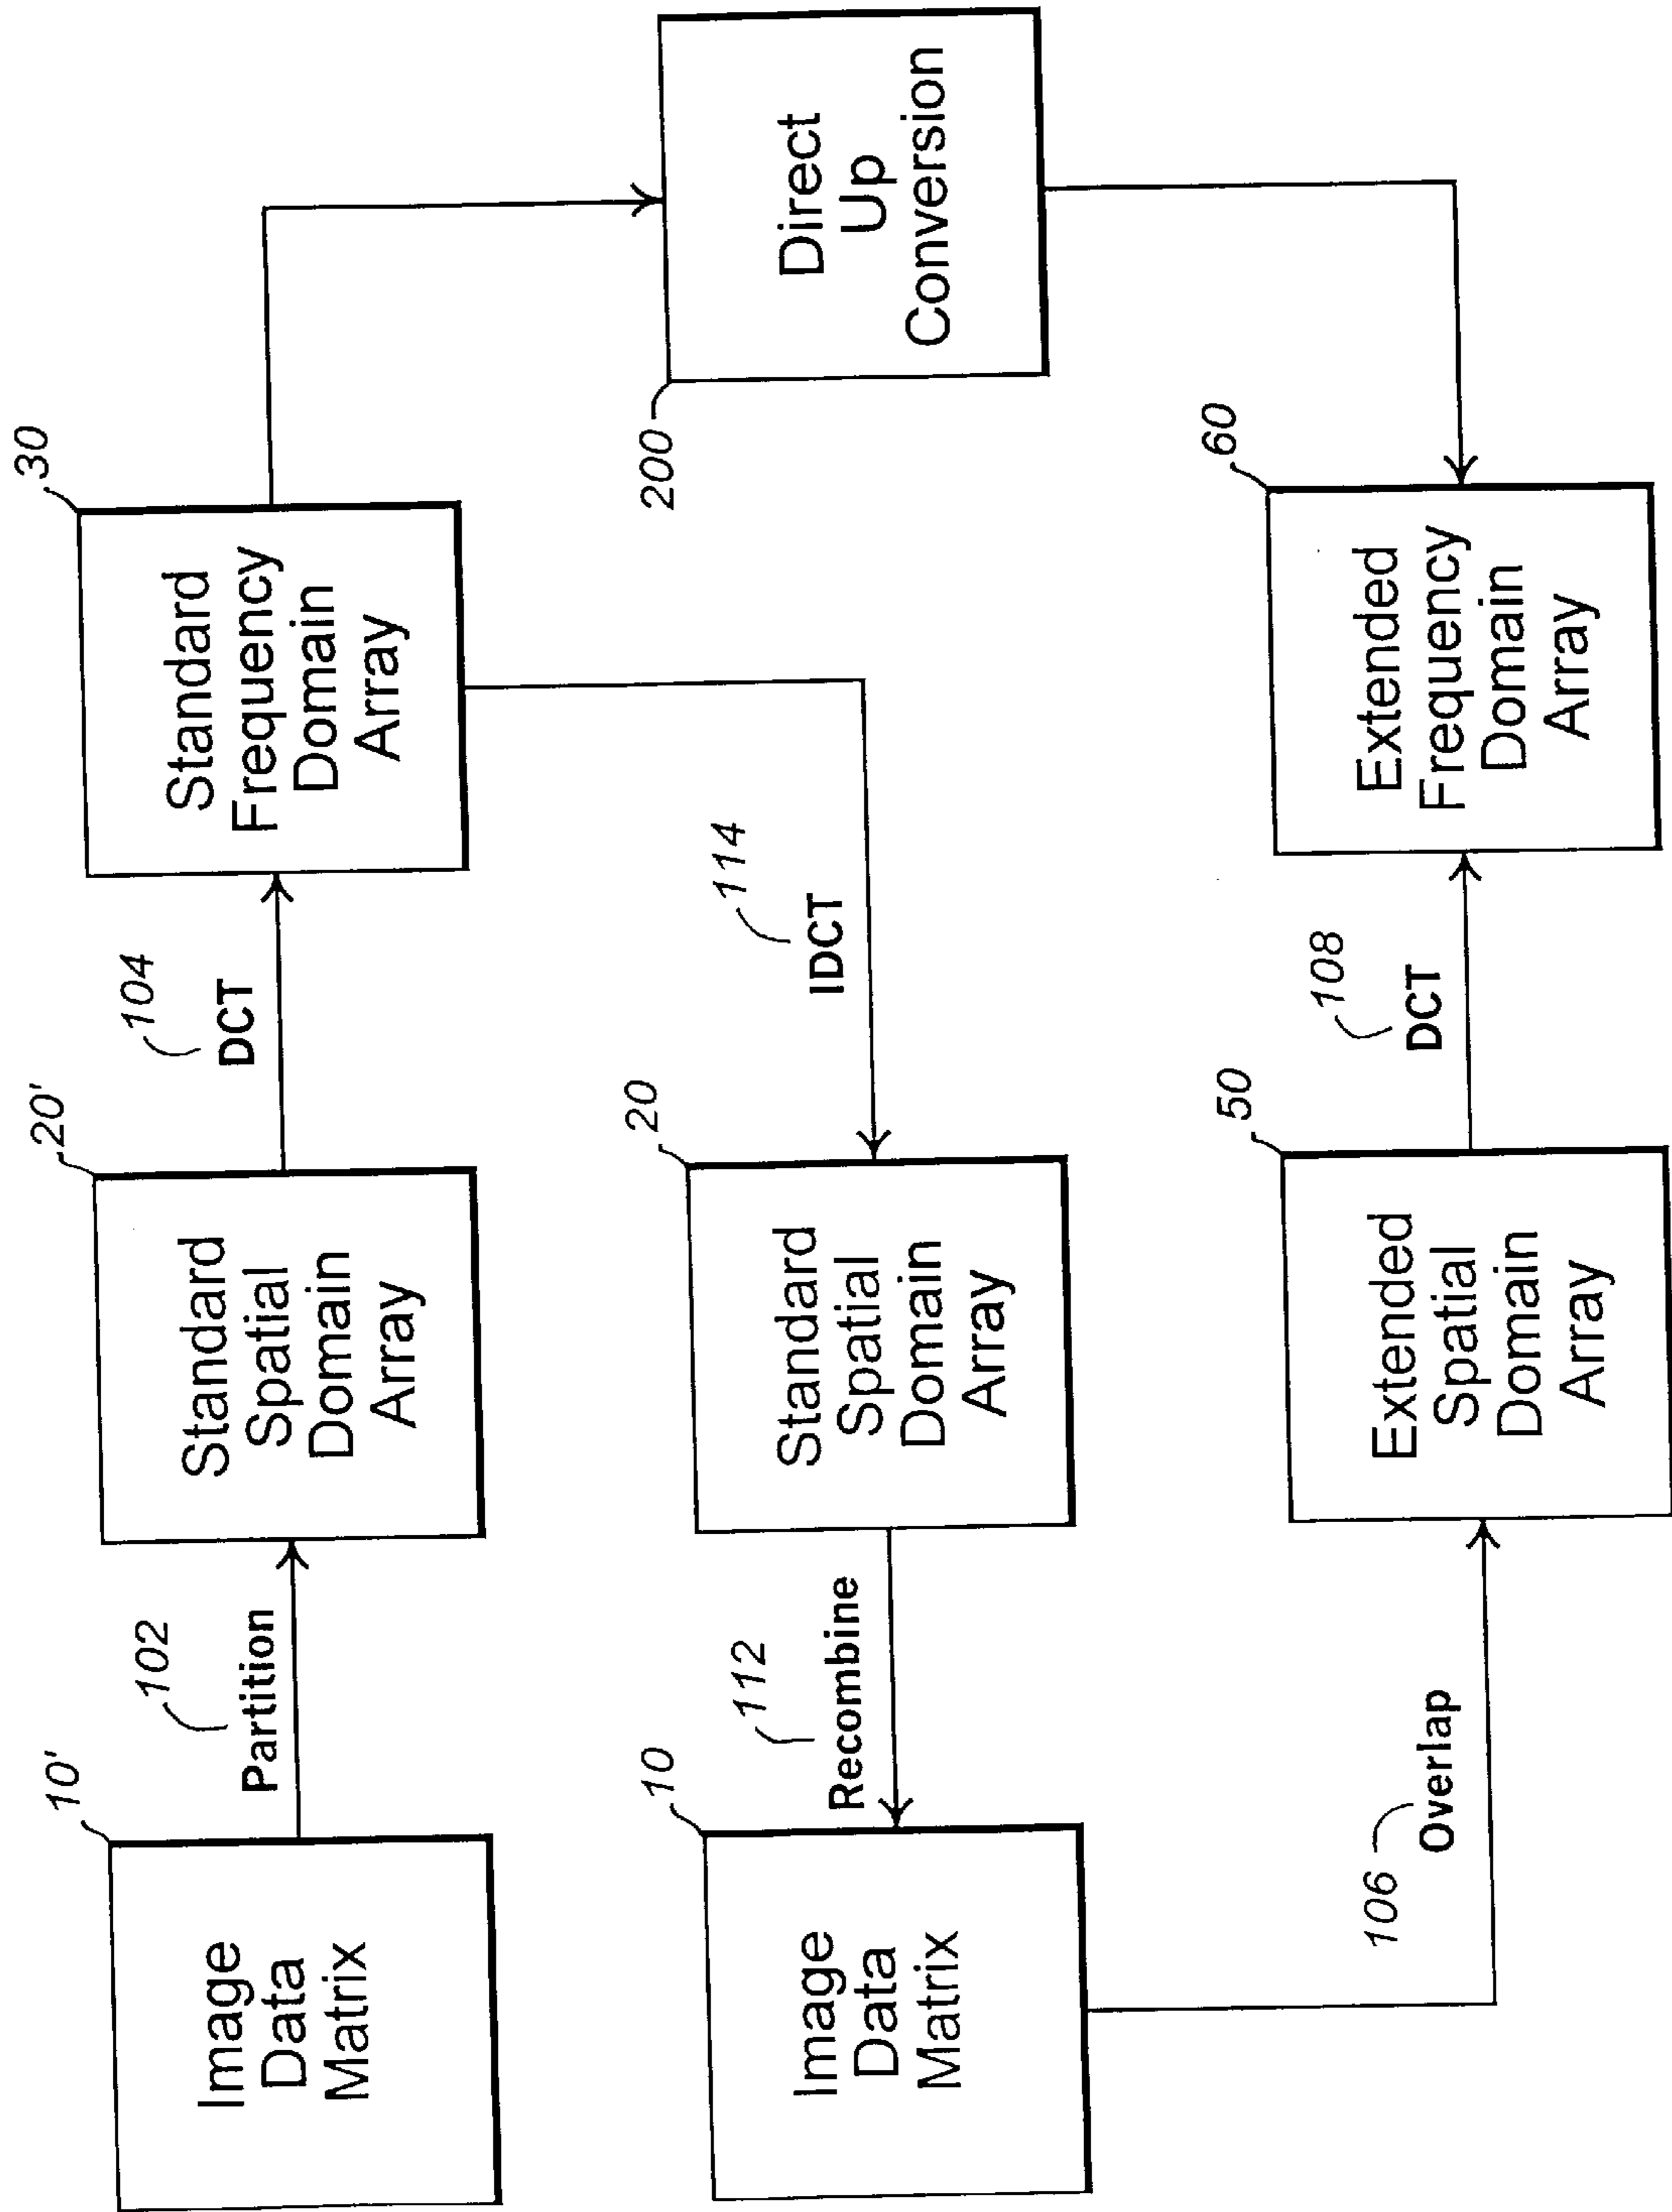 10'
Image
Data
Matrix
102
Partition
20'
Standard
Spatial
Domain
Array
104
DCT
30
Standard
Frequency
Domain
Array
200
Direct
Up
Conversion
114
IDCT
20
Standard
Spatial
Domain
Array
112
Recombine
10
Image
Data
Matrix
106
Overlap
50
Extended
Spatial
Domain
Array
108
DCT
60
Extended
Frequency
Domain
Array